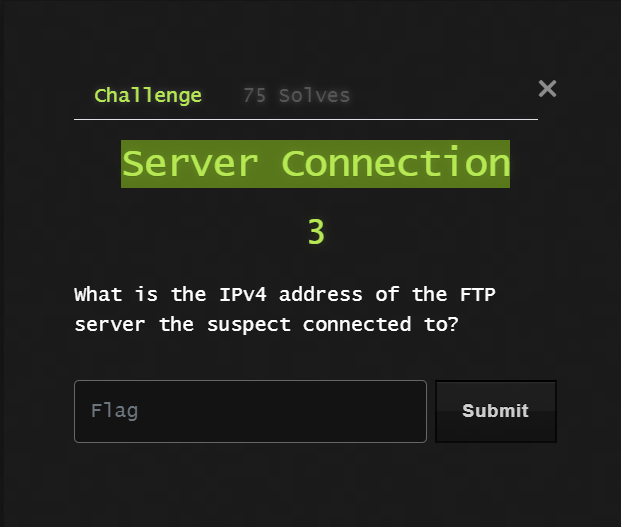 Challenge 75 Solves ×
Server Connection
3
What is the IPv4 address of the FTP
server the suspect connected to?
Flag Submit